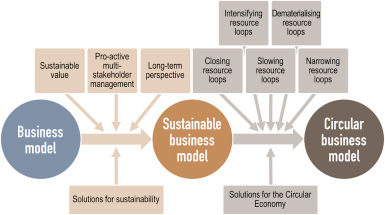 Intensifying
resource
loops
Dematerialising
resource
loops
Sustainable
value
Pro-active
multi-
stakeholder
management
Long-term
perspective
Closing
resource
loops
Slowing
resource
loops
Narrowing
resource
loops
Business
model
Sustainable
business
model
Circular
business
model
Solutions for sustainability
Solutions for the Circular
Economy